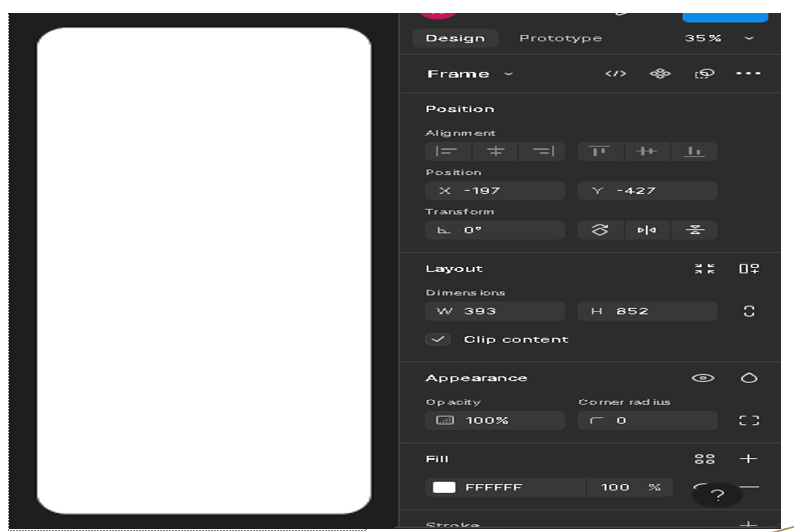 Design Prototype 35%
Frame
Position
Alignment
Position
X -197 Y -427
Transform
0°
Layout
Dimensions
W 393 H 852
Clip content
Appearance
Opacity Corner radius
100% 0
Fill
FFFFFF 100 %
?
Stroke